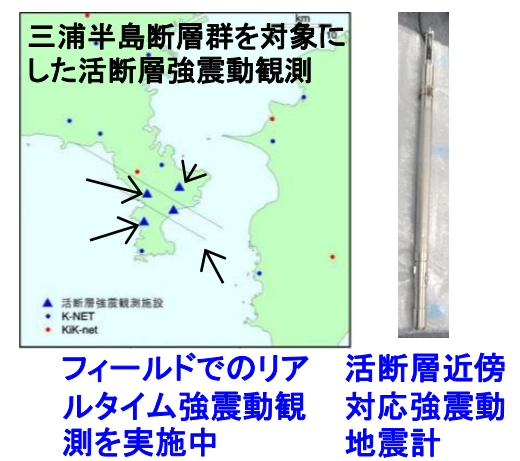 三浦半島断層群を対象に
した活断層強震動観測
km
活断層強震観測施設
K-NET
KiK-net
フィールドでのリア
ルタイム強震動観
測を実施中
活断層近傍
対応強震動
地震計